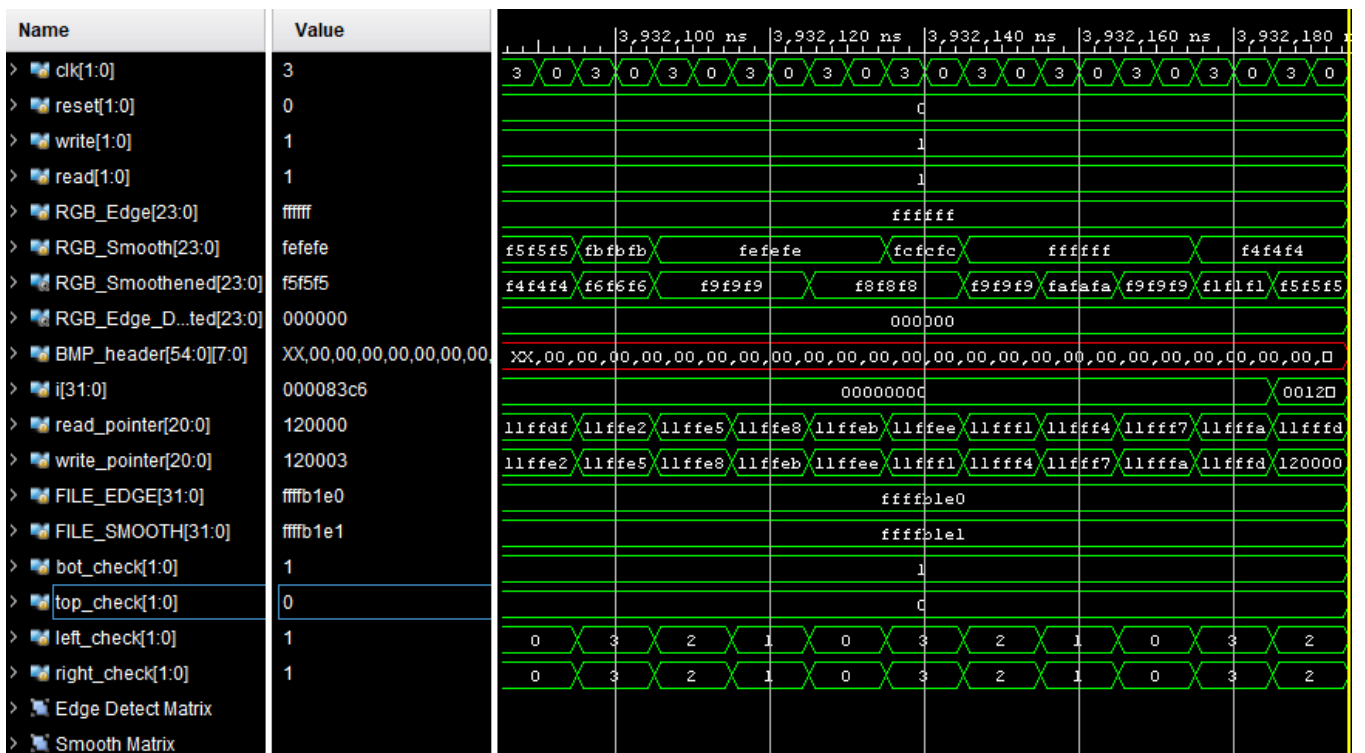 Name Value 3,932,100 ns 3,932,120 ns 3,932,140 ns 3,932,160 ns 3,932,180
clk[1:0] 3 3 0 3 0 3 0 3 0 3 0 3 0 3 0 3 0 3 0 3 0 3 0
reset[1:0] 0 0
write[1:0] 1 1
read[1:0] 1 1
RGB_Edge[23:0] ffffff ffffff
RGB_Smooth[23:0] fefefe f5f5f5 fbfbfb fefefe fcfcfc ffffff f4f4f4
RGB_Smoothened[23:0] f5f5f5 f4f4f4 f6f6f6 f9f9f9 f8f8f8 f9f9f9 fafafa f9f9f9 f1f1f1 f5f5f5
RGB_Edge_D...ted[23:0] 000000 000000
BMP_header[54:0][7:0] XX,00,00,00,00,00,00,00, XX,00,00,00,00,00,00,00,00,00,00,00,00,00,00,00,00,00,00,00,00,00,00,00,00,□
i[31:0] 000083c6 00000000 0012□
read_pointer[20:0] 120000 11ffdf 11ffe2 11ffe5 11ffe8 11ffeb 11ffee 11fff1 11fff4 11fff7 11fffa 11fffd
write_pointer[20:0] 120003 11ffe2 11ffe5 11ffe8 11ffeb 11ffee 11fff1 11fff4 11fff7 11fffa 11fffd 120000
FILE_EDGE[31:0] ffffb1e0 ffffb1e0
FILE_SMOOTH[31:0] ffffb1e1 ffffb1e1
bot_check[1:0] 1 1
top_check[1:0] 0 0
left_check[1:0] 1 0 3 2 1 0 3 2 1 0 3 2
right_check[1:0] 1 0 3 2 1 0 3 2 1 0 3 2
Edge Detect Matrix
Smooth Matrix